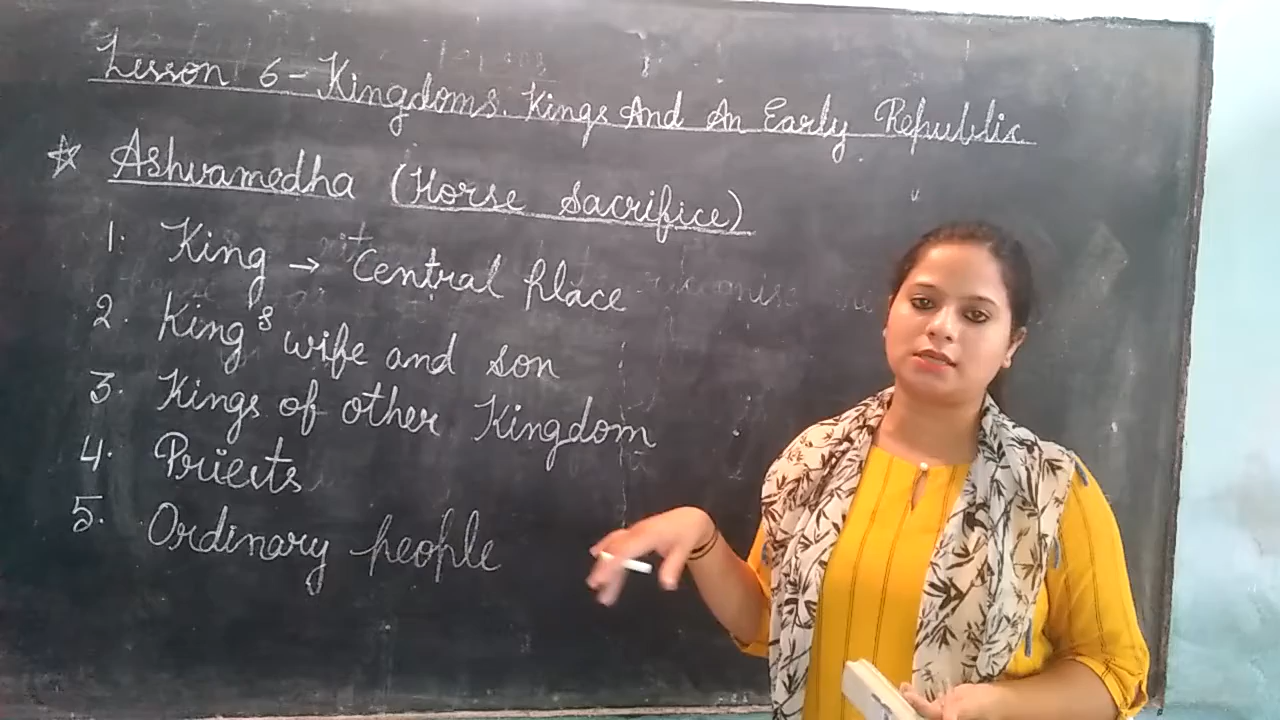 Lesson 6 - Kingdoms. Kings And An Early Republic
☆ Ashvamedha (Horse Sacrifice)
1. King → Central place
2. King's wife and son
3. Kings of other Kingdom
4. Priests
5. Ordinary people